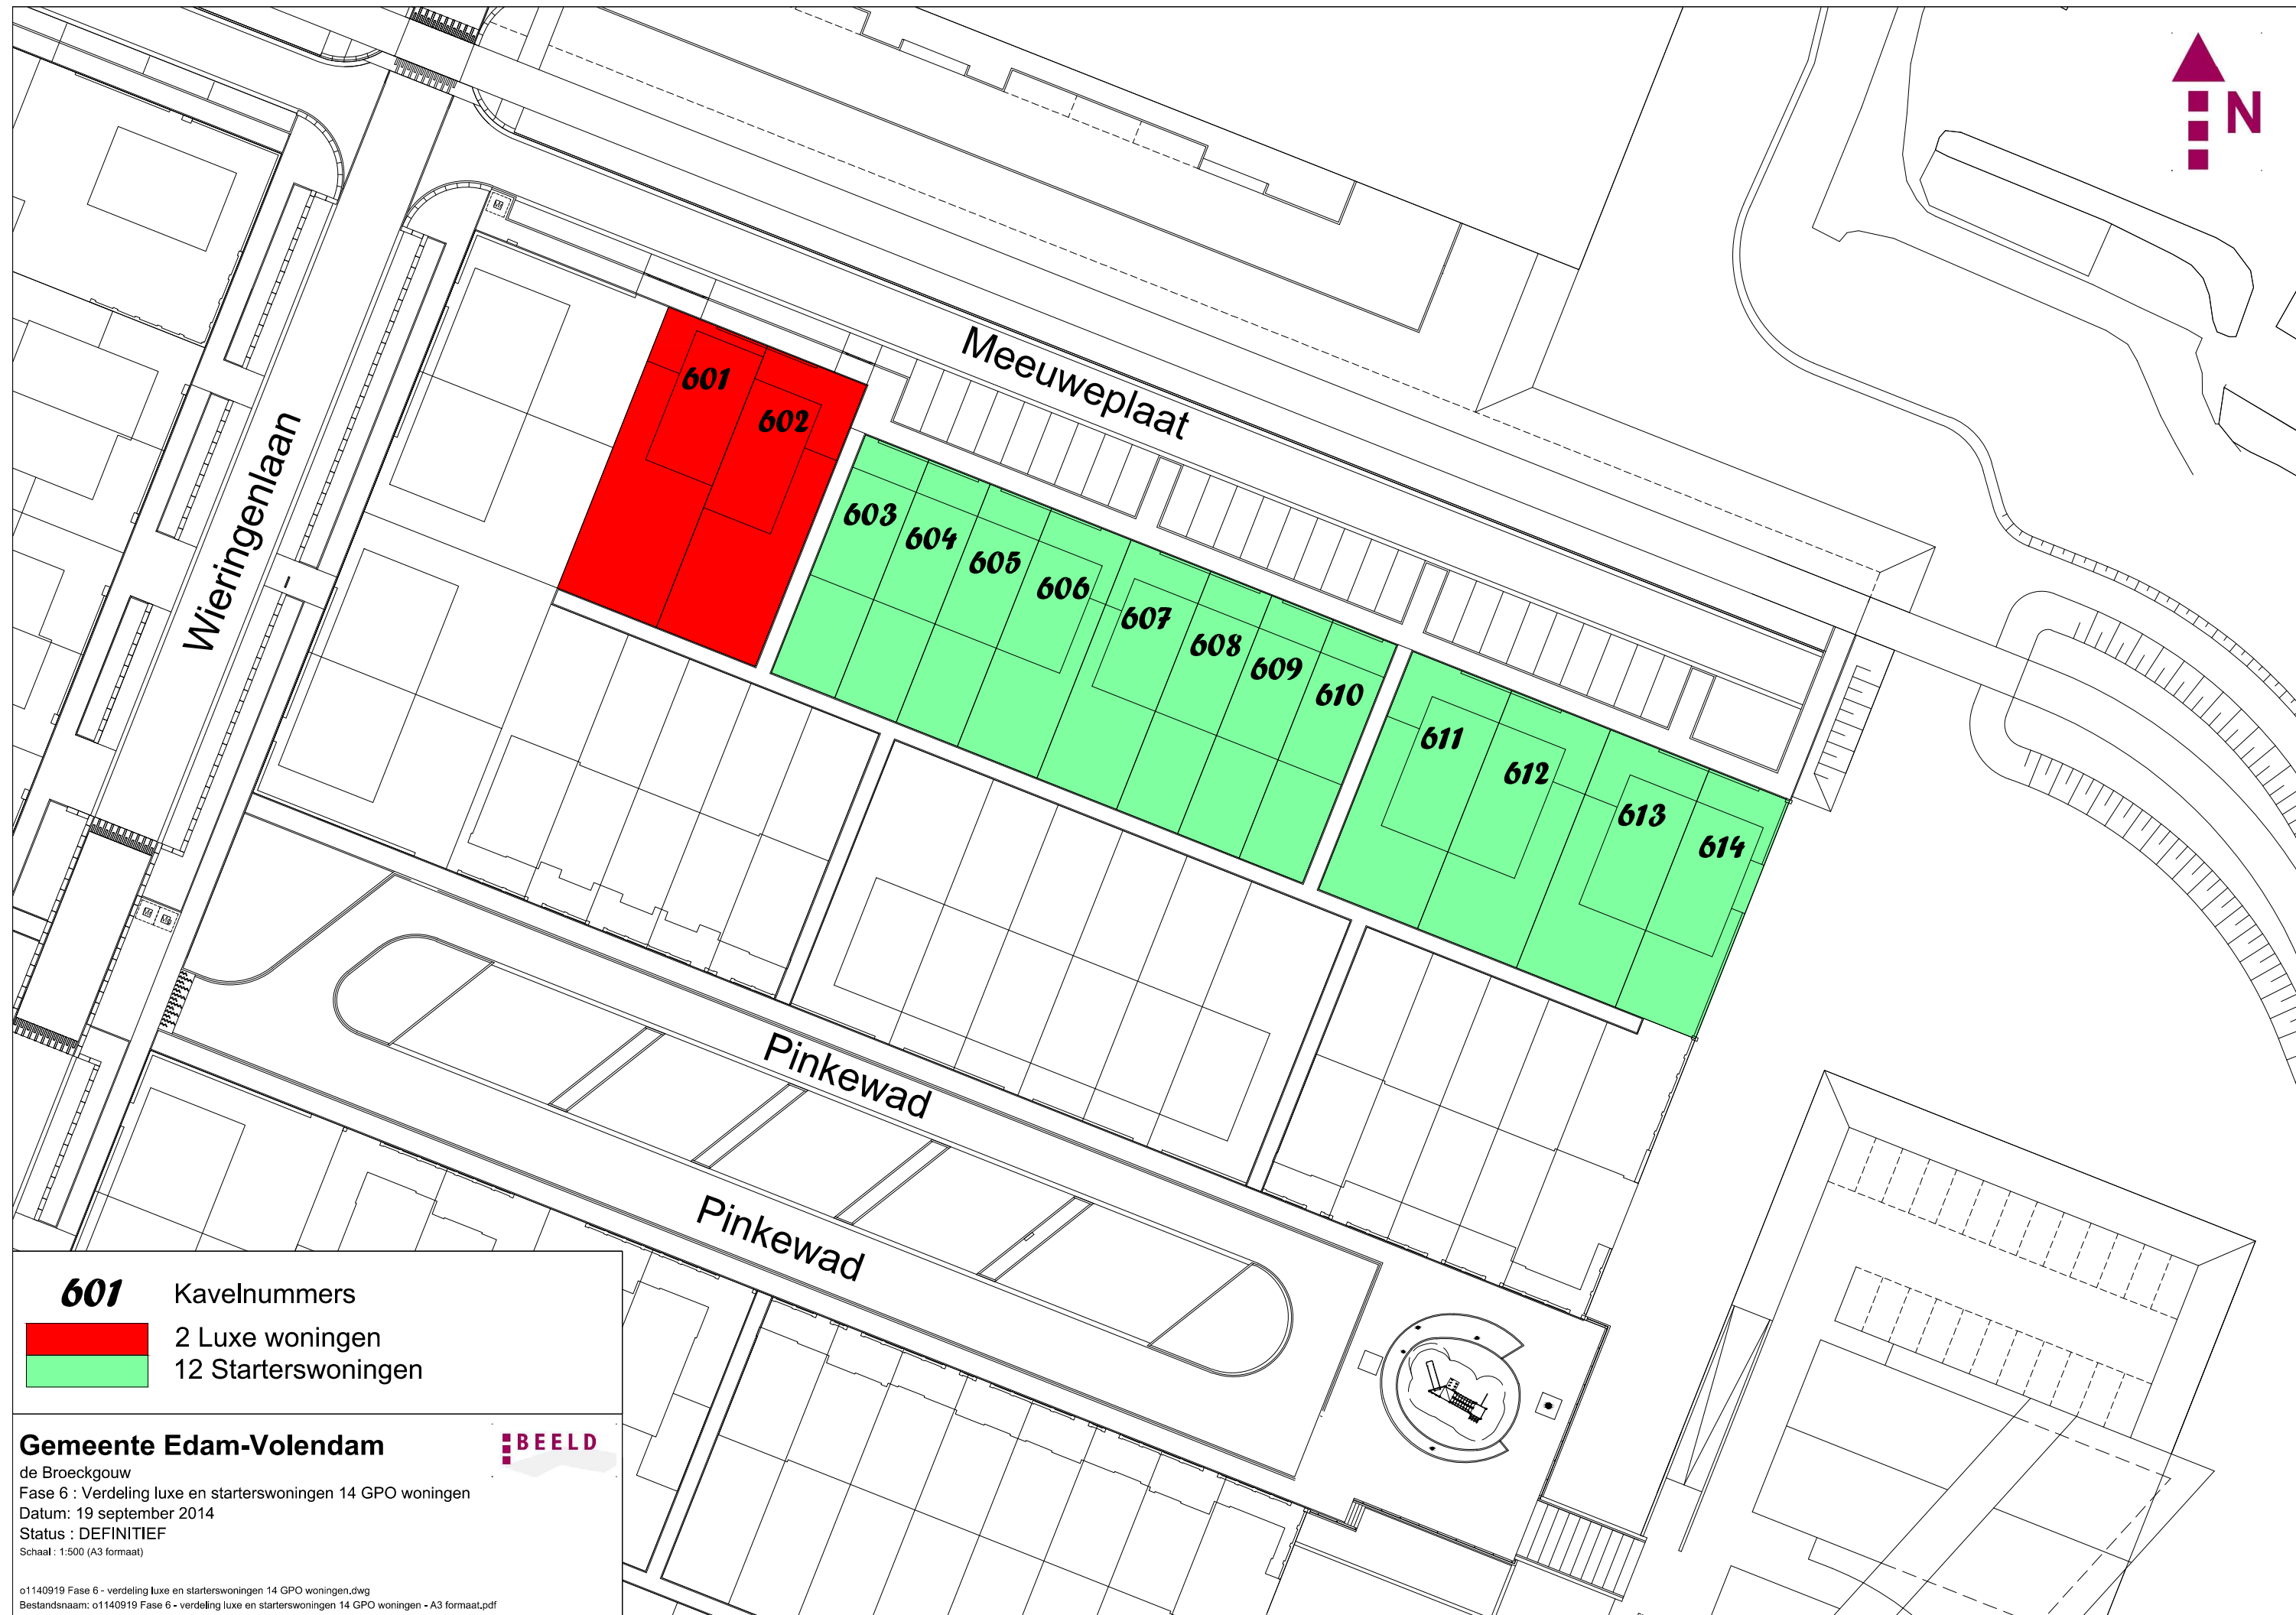 N
Meeuweplaat
Wieringenlaan
601
602
603
604
605
606
607
608
609
610
611
612
613
614
Pinkewad
Pinkewad
601 Kavelnummers
2 Luxe woningen
12 Starterswoningen
Gemeente Edam-Volendam
BEELD
de Broeckgouw
Fase 6 : Verdeling luxe en starterswoningen 14 GPO woningen
Datum: 19 september 2014
Status : DEFINITIEF
Schaal : 1:500 (A3 formaat)
o1140919 Fase 6 - verdeling luxe en starterswoningen 14 GPO woningen.dwg
Bestandsnaam: o1140919 Fase 6 - verdeling luxe en starterswoningen 14 GPO woningen - A3 formaat.pdf